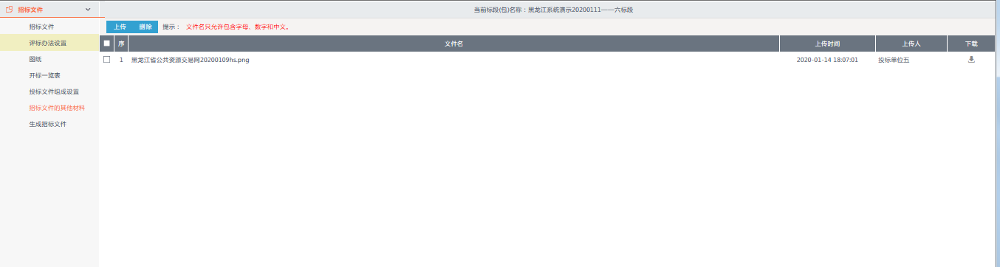 招标文件
当前标段(包)名称：黑龙江系统演示20200111——六标段
招标文件
评标办法设置
图纸
开标一览表
投标文件组成设置
招标文件的其他材料
生成招标文件
上传 删除 提示： 文件名只允许包含字母、数字和中文。
序 文件名 上传时间 上传人 下载
1 黑龙江省公共资源交易网20200109hs.png 2020-01-14 18:07:01 投标单位五